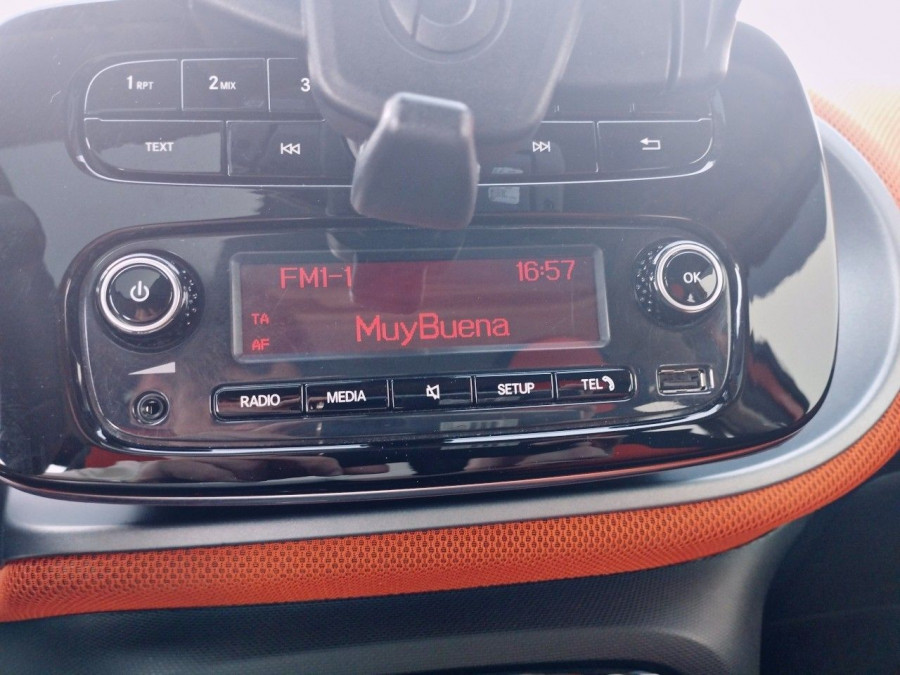 1 RPT 2 MIX 3
TEXT
FM1-1 16:57
OK
TA
MuyBuena
AF
RADIO MEDIA SETUP TEL